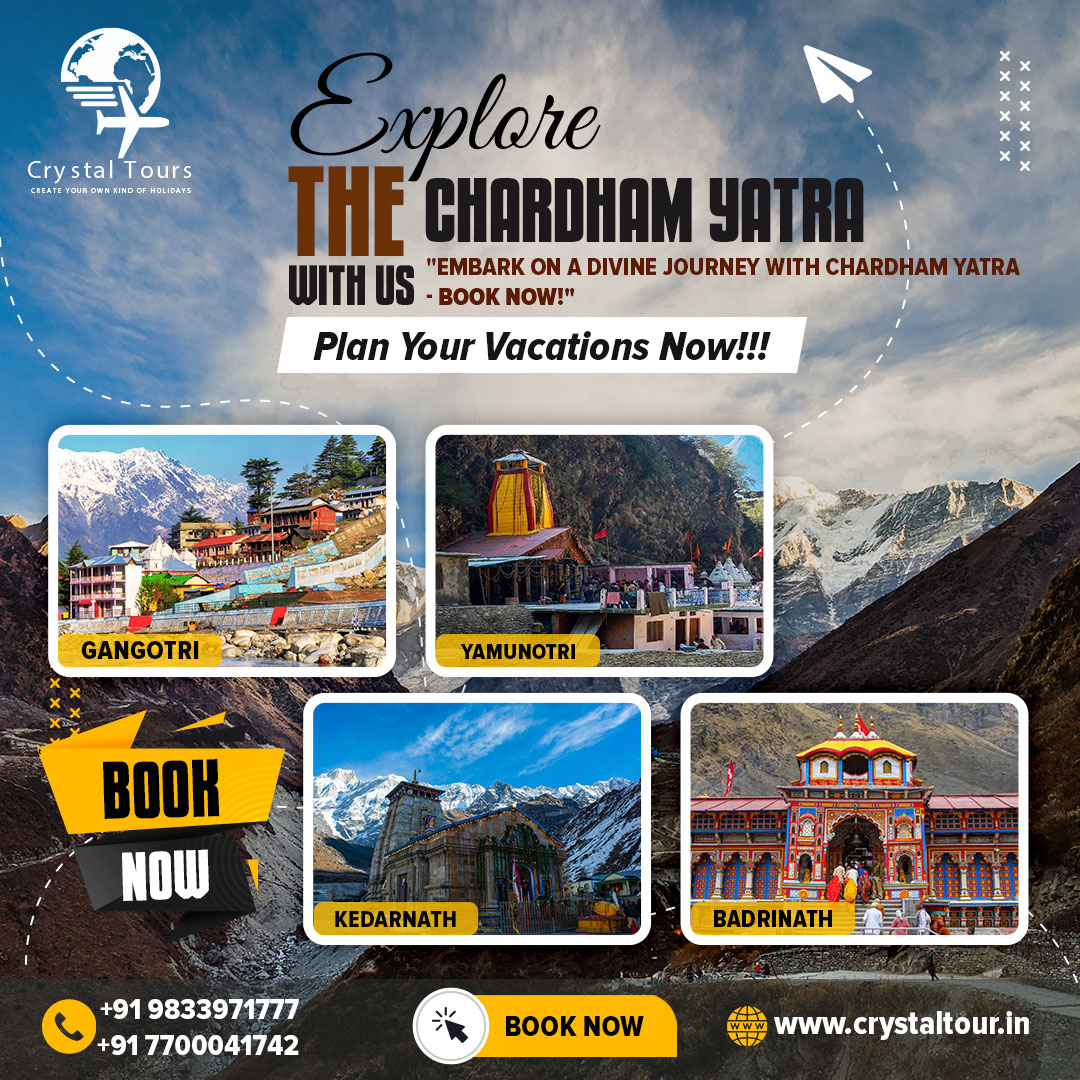 Crystal Tours
CREATE YOUR OWN KIND OF HOLIDAYS
Explore
THE CHARDHAM YATRA
WITH US
"EMBARK ON A DIVINE JOURNEY WITH CHARDHAM YATRA
- BOOK NOW!"
Plan Your Vacations Now!!!
GANGOTRI
YAMUNOTRI
BOOK
NOW
KEDARNATH
BADRINATH
+91 9833971777
+91 7700041742
BOOK NOW
www.crystaltour.in